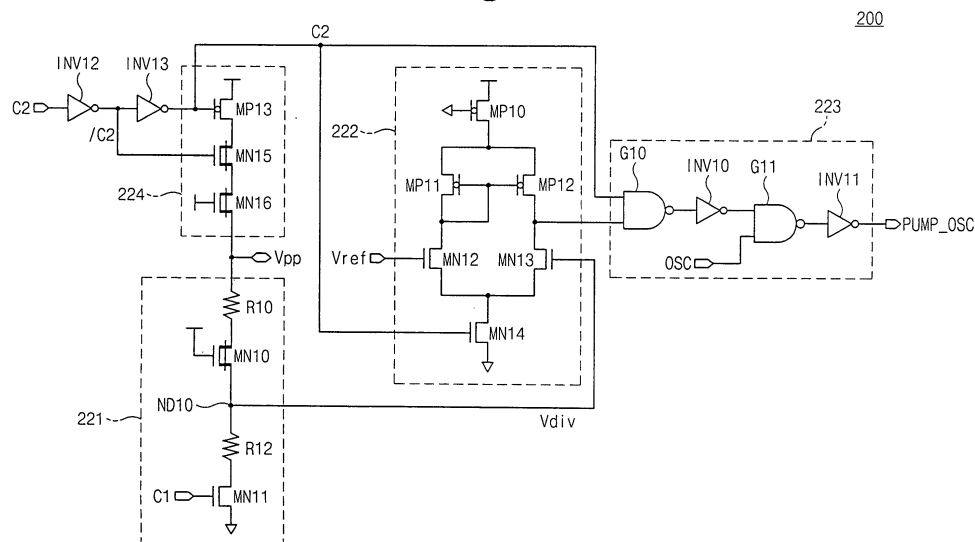 200
C2
INV12
INV13
C2
/C2
MP13
MN15
224
MN16
Vpp
R10
MN10
ND10
221
Vdiv
R12
C1
MN11
222
MP10
MP11
MP12
Vref
MN12
MN13
MN14
223
G10
INV10
G11
INV11
PUMP_OSC
OSC